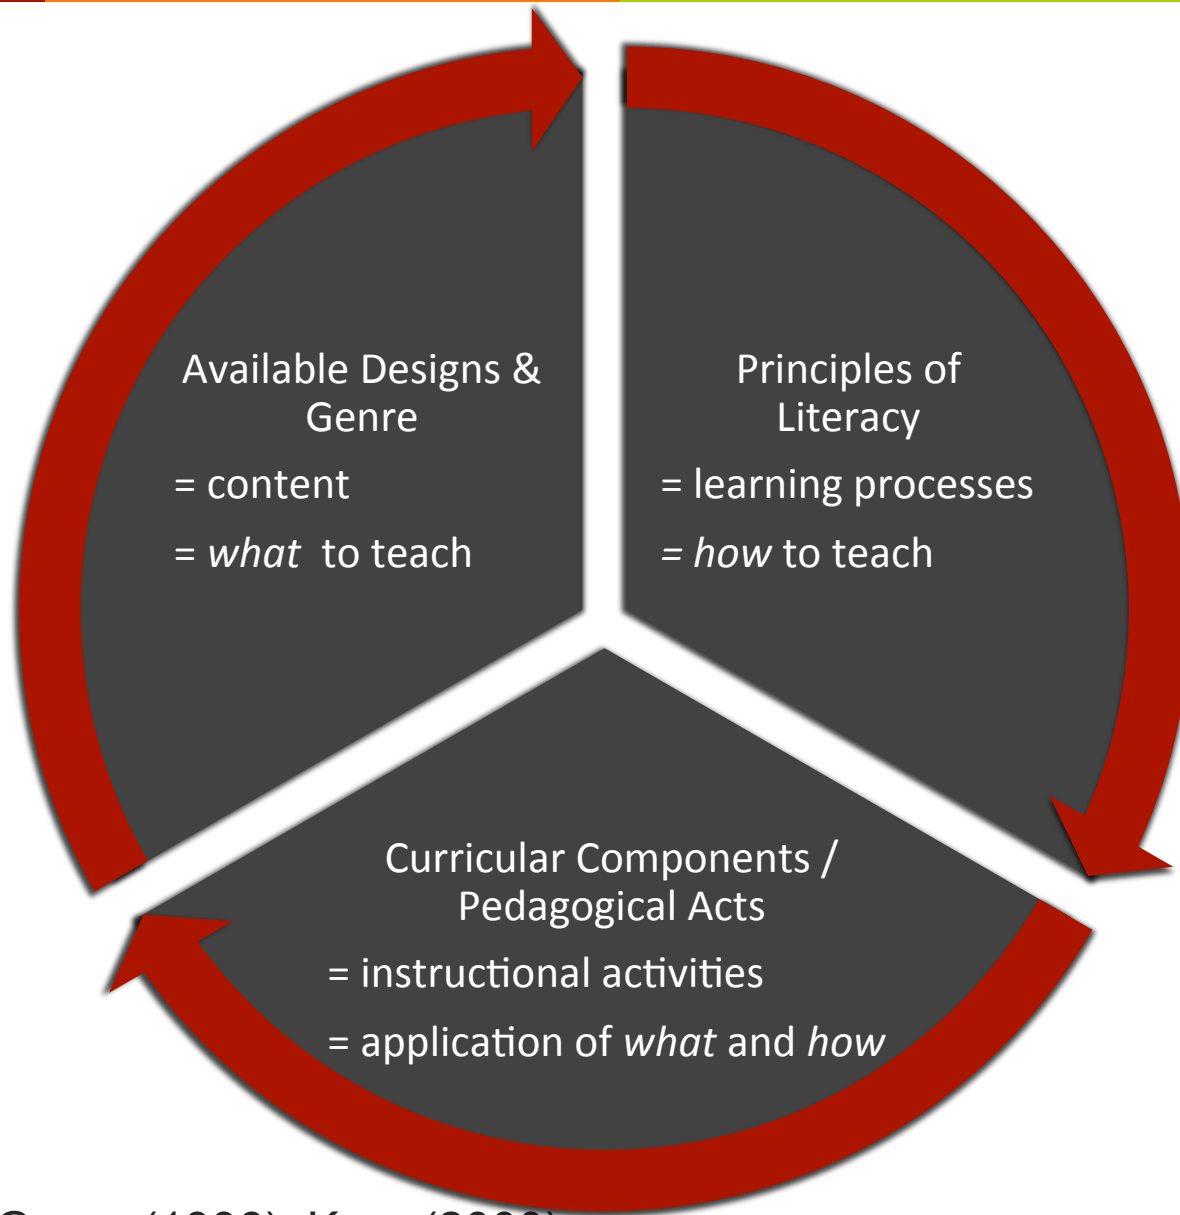 Available Designs &
Genre
= content
= what to teach
Principles of
Literacy
= learning processes
= how to teach
Curricular Components /
Pedagogical Acts
= instructional activities
= application of what and how